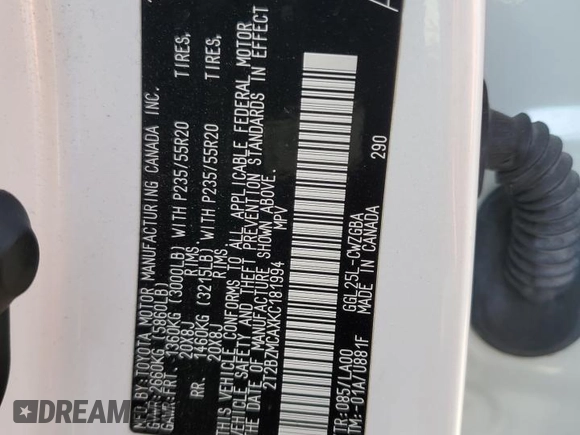 MFD BY: TOYOTA MOTOR MANUFACTURING CANADA INC.
GVWR: 2660KG (5860LB)
GAWR: FRT. 1360KG (3000LB) WITH P235/55R20 TIRES,
20X8J RIMS
RR. 1460KG (3215LB) WITH P235/55R20 TIRES,
20X8J RIMS
THIS VEHICLE CONFORMS TO ALL APPLICABLE FEDERAL MOTOR
VEHICLE SAFETY AND THEFT PREVENTION STANDARDS IN EFFECT
ON THE DATE OF MANUFACTURE SHOWN ABOVE.
2T2BZMCAXKC181994 MPV
TR:085/LA00 GGL25L-CWZGBA
TM:-01A/U881F MADE IN CANADA 290
DREAMBID